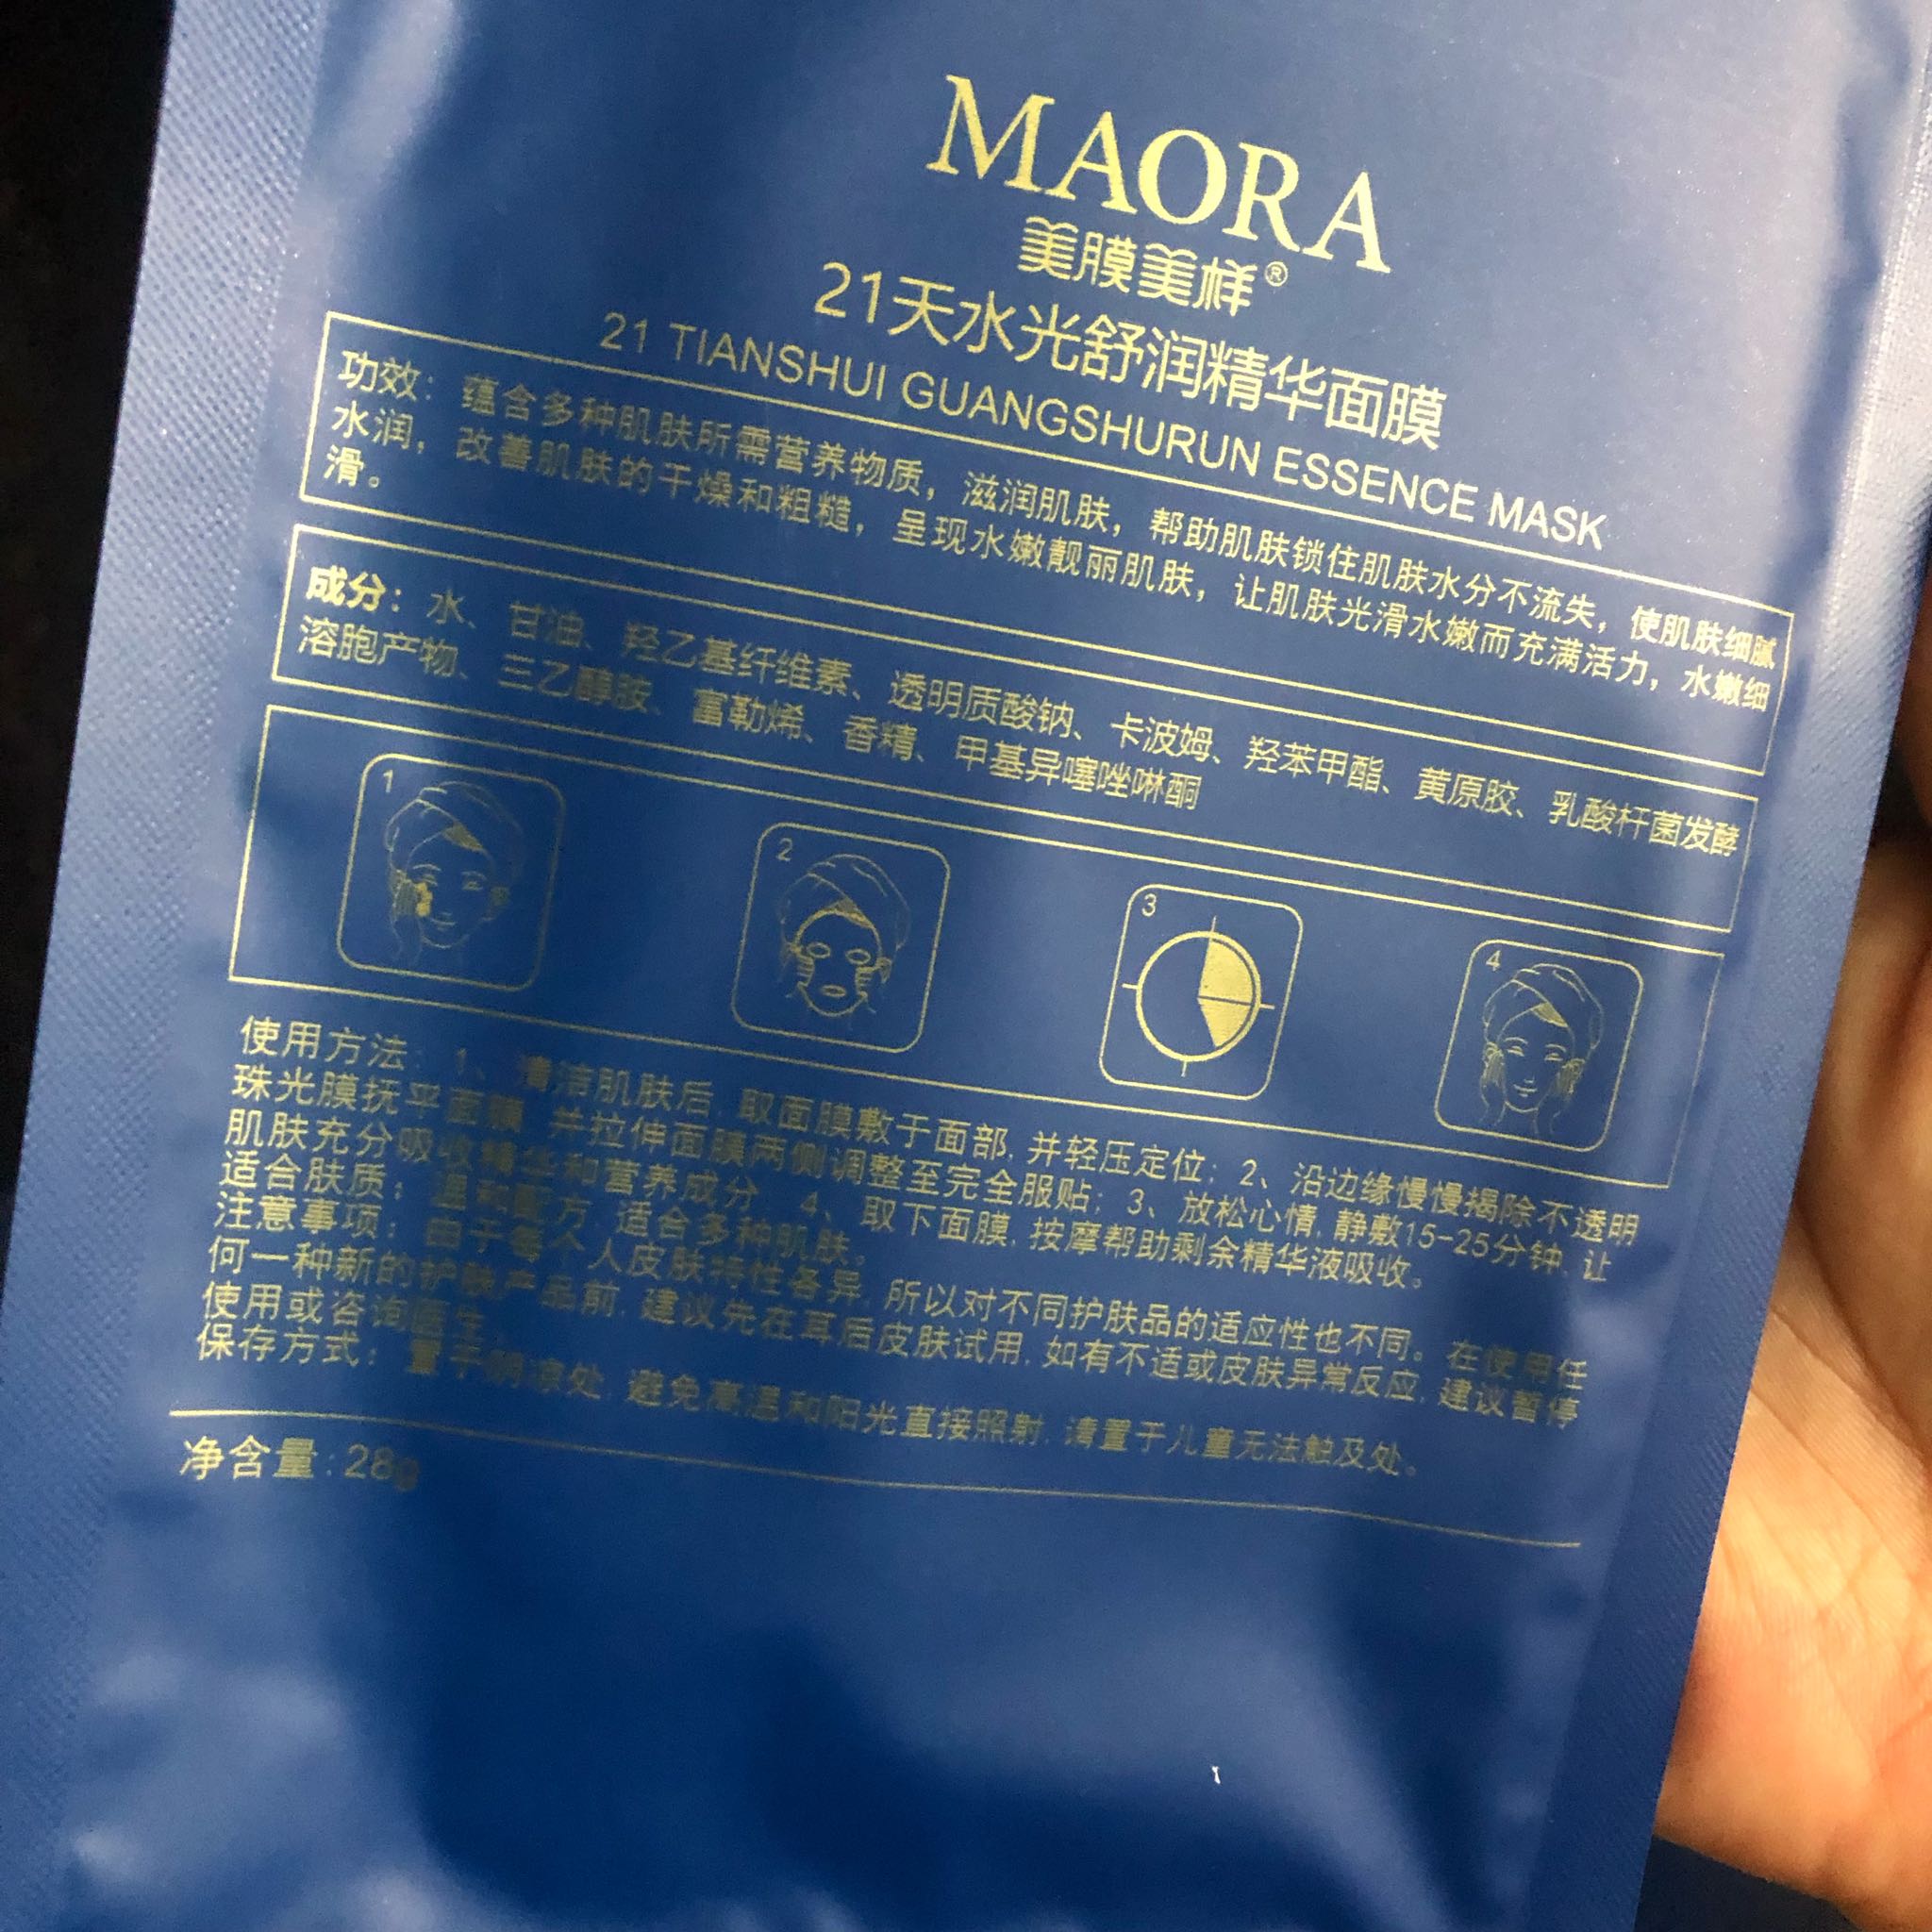 MAORA
美膜美样®
21天水光舒润精华面膜
21 TIANSHUI GUANGSHURUN ESSENCE MASK
功效：蕴含多种肌肤所需营养物质，滋润肌肤，帮助肌肤锁住肌肤水分不流失，使肌肤细腻
水润，改善肌肤的干燥和粗糙，呈现水嫩靓丽肌肤，让肌肤光滑水嫩而充满活力，水嫩细
滑。
成分：水、甘油、羟乙基纤维素、透明质酸钠、卡波姆、羟苯甲酯、黄原胶、乳酸杆菌发酵
溶胞产物、三乙醇胺、富勒烯、香精、甲基异噻唑啉酮
1
2
3
4
使用方法：1、清洁肌肤后,取面膜敷于面部,并轻压定位；2、沿边缘慢慢揭除不透明
珠光膜抚平面膜,并拉伸面膜两侧调整至完全服贴；3、放松心情,静敷15-25分钟,让
肌肤充分吸收精华和营养成分,4、取下面膜,按摩帮助剩余精华液吸收。
适合肤质：温和配方,适合多种肌肤。
注意事项：由于每个人皮肤特性各异,所以对不同护肤品的适应性也不同。在使用任
何一种新的护肤产品前,建议先在耳后皮肤试用,如有不适或皮肤异常反应,建议暂停
使用或咨询医生。
保存方式：置于阴凉处,避免高温和阳光直接照射,请置于儿童无法触及处。
净含量:28g